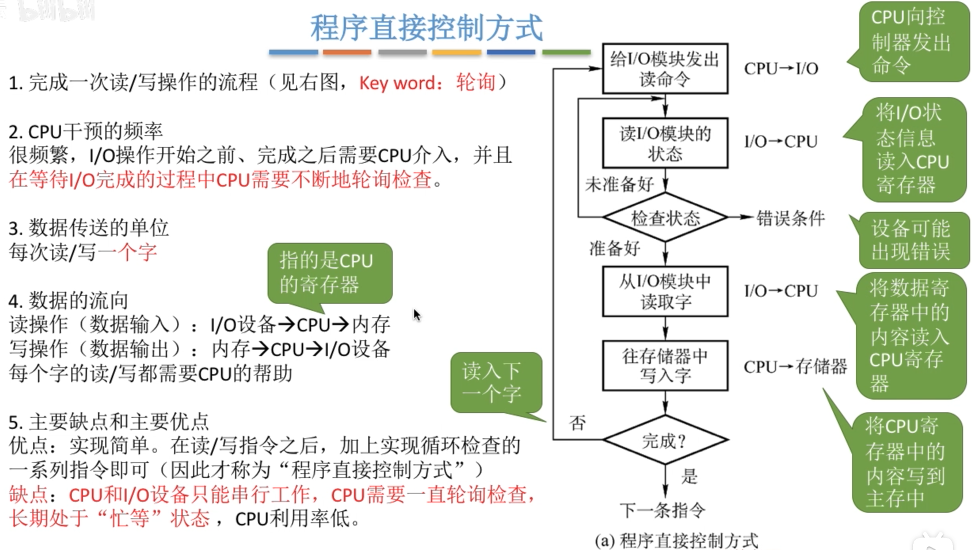 bilibili
程序直接控制方式
1. 完成一次读/写操作的流程（见右图，Key word：轮询）
2. CPU干预的频率
很频繁，I/O操作开始之前、完成之后需要CPU介入，并且
在等待I/O完成的过程中CPU需要不断地轮询检查。
3. 数据传送的单位
每次读/写一个字
指的是CPU
的寄存器
4. 数据的流向
读操作（数据输入）：I/O设备→CPU→内存
写操作（数据输出）：内存→CPU→I/O设备
每个字的读/写都需要CPU的帮助
5. 主要缺点和主要优点
优点：实现简单。在读/写指令之后，加上实现循环检查的
一系列指令即可（因此才称为“程序直接控制方式”）
缺点：CPU和I/O设备只能串行工作，CPU需要一直轮询检查，
长期处于“忙等”状态，CPU利用率低。
给I/O模块发出
读命令
CPU→I/O
CPU向控
制器发出
命令
读I/O模块的
状态
I/O→CPU
将I/O状
态信息
读入CPU
寄存器
未准备好
检查状态
错误条件
设备可能
出现错误
准备好
从I/O模块中
读取字
I/O→CPU
将数据寄
存器中的
内容读入
CPU寄存
器
往存储器中
写入字
CPU→存储器
将CPU寄
存器中的
内容写到
主存中
读入下
一个字
否
完成？
是
下一条指令
(a) 程序直接控制方式